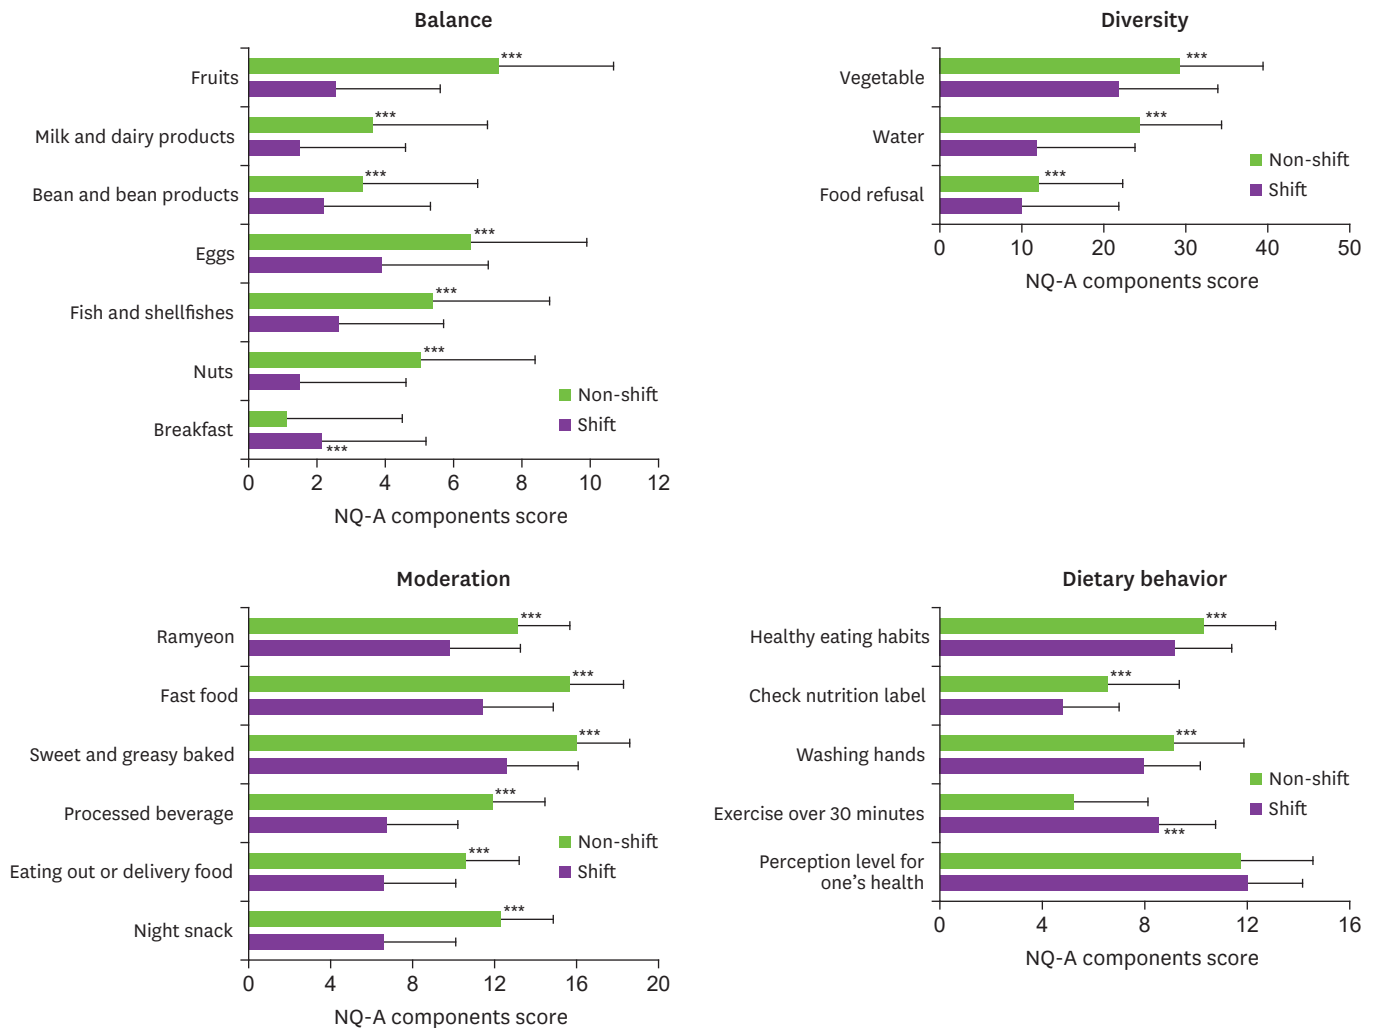 Balance
Fruits
***
Milk and dairy products
***
Bean and bean products
***
Eggs
***
Fish and shellfishes
***
Nuts
***
Breakfast
***
Non-shift
Shift
0 2 4 6 8 10 12
NQ-A components score
Diversity
Vegetable
***
Water
***
Food refusal
***
Non-shift
Shift
0 10 20 30 40 50
NQ-A components score
Moderation
Ramyeon
***
Fast food
***
Sweet and greasy baked
***
Processed beverage
***
Eating out or delivery food
***
Night snack
***
Non-shift
Shift
0 4 8 12 16 20
NQ-A components score
Dietary behavior
Healthy eating habits
***
Check nutrition label
***
Washing hands
***
Exercise over 30 minutes
***
Perception level for
one’s health
Non-shift
Shift
0 4 8 12 16
NQ-A components score